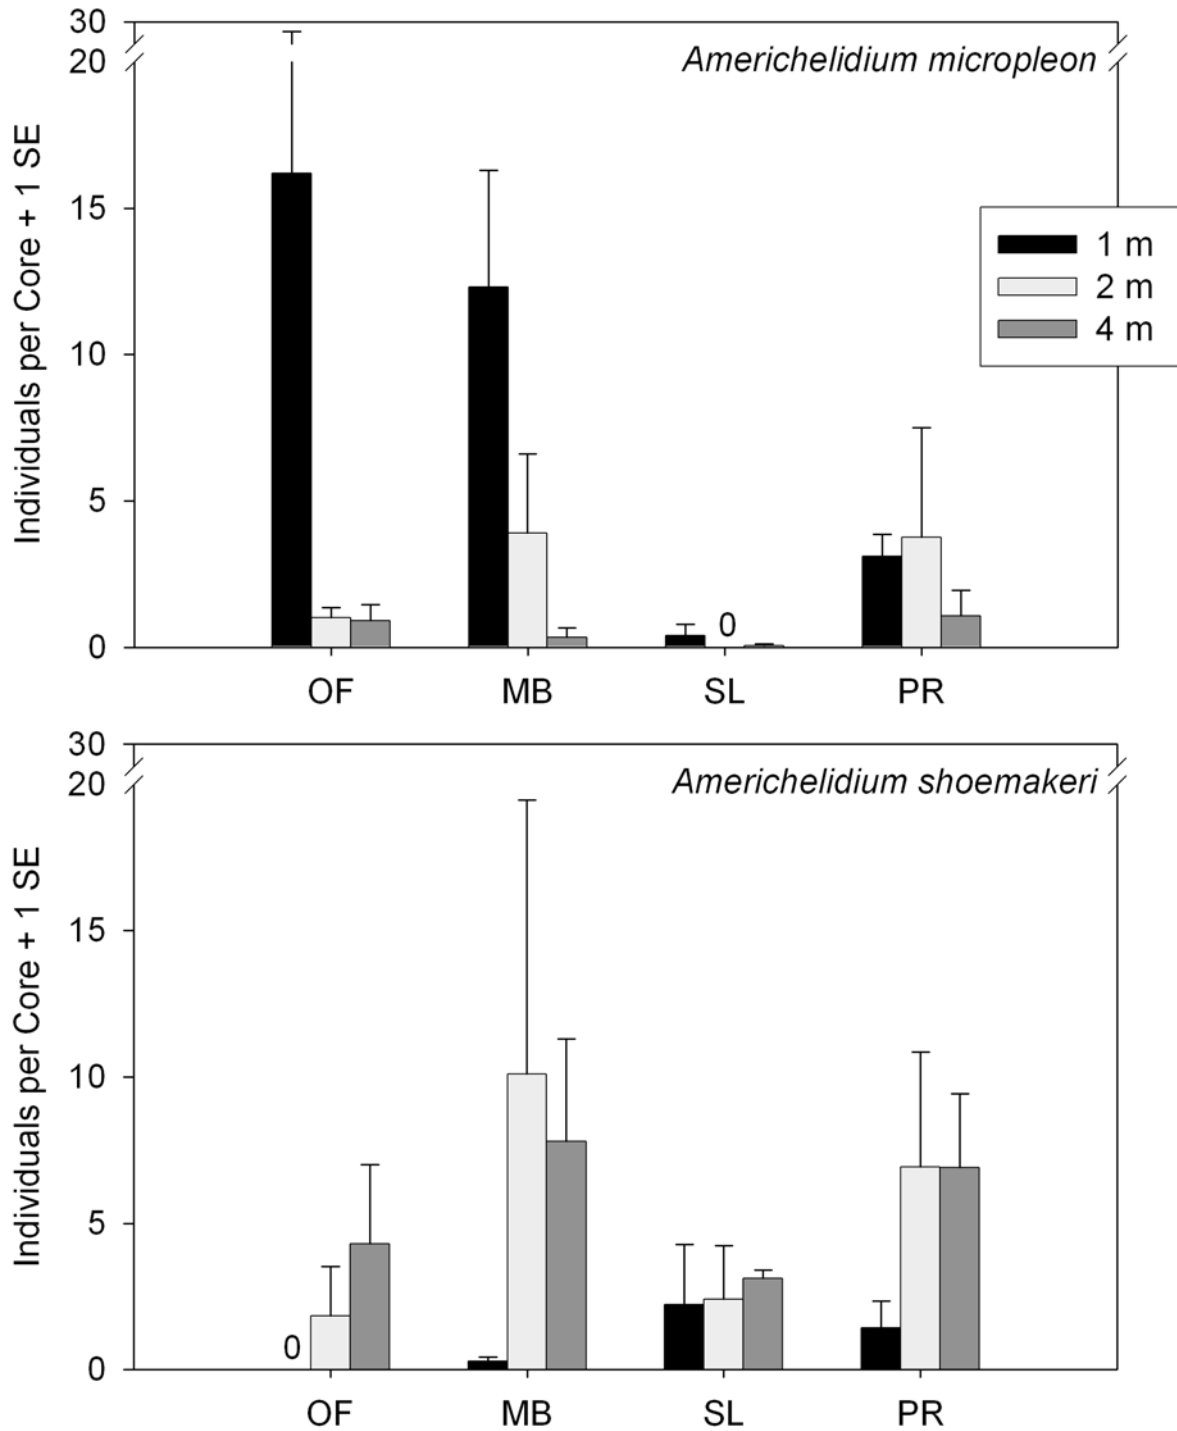 30
20
15
10
5
0
Individuals per Core + 1 SE
Americhelidium micropleon
1 m
2 m
4 m
0
OF MB SL PR
30
20
15
10
5
0
Individuals per Core + 1 SE
Americhelidium shoemakeri
0
OF MB SL PR